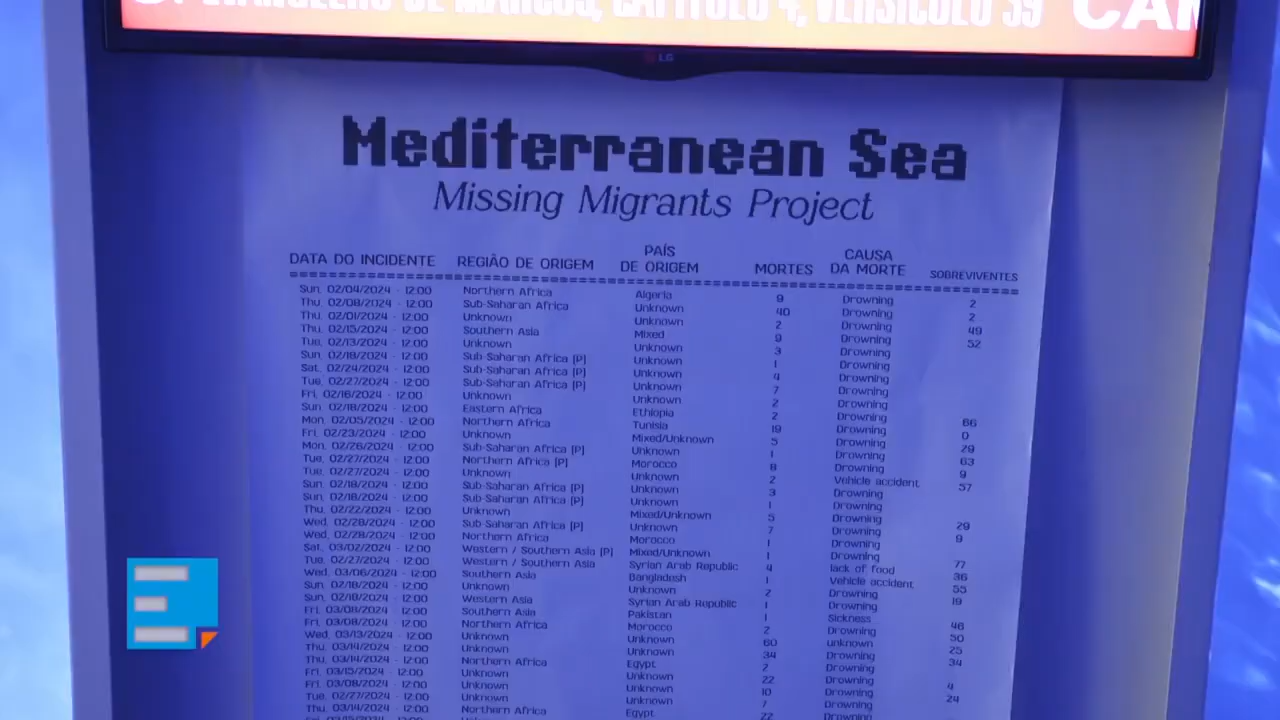 EVANGELHO DE MARCOS, CAPÍTULO 4, VERSÍCULO 39 CAM
LG
Mediterranean Sea
Missing Migrants Project
DATA DO INCIDENTE REGIÃO DE ORIGEM PAÍS DE ORIGEM MORTES CAUSA DA MORTE SOBREVIVENTES
Sun. 02/04/2024 - 12:00 Northern Africa Algeria 9 Drowning 2
Thu. 02/08/2024 - 12:00 Sub-Saharan Africa Unknown 40 Drowning 2
Thu. 02/01/2024 - 12:00 Unknown Unknown 2 Drowning 49
Thu. 02/15/2024 - 12:00 Southern Asia Mixed 9 Drowning 52
Tue. 02/13/2024 - 12:00 Unknown Unknown 3 Drowning
Sun. 02/18/2024 - 12:00 Sub-Saharan Africa [P] Unknown 1 Drowning
Sat. 02/24/2024 - 12:00 Sub-Saharan Africa [P] Unknown 4 Drowning
Tue. 02/27/2024 - 12:00 Sub-Saharan Africa [P] Unknown 7 Drowning
Fri. 02/16/2024 - 12:00 Unknown Unknown 2 Drowning
Sun. 02/18/2024 - 12:00 Eastern Africa Ethiopia 2 Drowning 66
Mon. 02/05/2024 - 12:00 Northern Africa Tunisia 19 Drowning 0
Fri. 02/23/2024 - 12:00 Unknown Mixed/Unknown 5 Drowning 29
Mon. 02/26/2024 - 12:00 Sub-Saharan Africa [P] Unknown 1 Drowning 63
Tue. 02/27/2024 - 12:00 Northern Africa [P] Morocco 8 Drowning 9
Tue. 02/27/2024 - 12:00 Unknown Unknown 2 Vehicle accident 57
Sun. 02/18/2024 - 12:00 Sub-Saharan Africa [P] Unknown 3 Drowning
Sun. 02/18/2024 - 12:00 Sub-Saharan Africa [P] Unknown 1 Drowning
Thu. 02/22/2024 - 12:00 Unknown Mixed/Unknown 5 Drowning 29
Wed. 02/28/2024 - 12:00 Sub-Saharan Africa [P] Unknown 7 Drowning 9
Wed. 02/28/2024 - 12:00 Northern Africa Morocco 1 Drowning
Sat. 03/02/2024 - 12:00 Western / Southern Asia [P] Mixed/Unknown 1 Drowning 77
Tue. 02/27/2024 - 12:00 Western / Southern Asia Syrian Arab Republic 4 lack of food 36
Wed. 03/06/2024 - 12:00 Southern Asia Bangladesh 1 Vehicle accident 55
Sun. 02/18/2024 - 12:00 Unknown Unknown 2 Drowning 19
Sun. 02/18/2024 - 12:00 Western Asia Syrian Arab Republic 1 Drowning
Fri. 03/08/2024 - 12:00 Southern Asia Pakistan 1 Sickness 46
Fri. 03/08/2024 - 12:00 Northern Africa Morocco 2 Drowning 50
Wed. 03/13/2024 - 12:00 Unknown Unknown 60 unknown 25
Thu. 03/14/2024 - 12:00 Unknown Unknown 34 Drowning 34
Thu. 03/14/2024 - 12:00 Northern Africa Egypt 2 Drowning
Fri. 03/15/2024 - 12:00 Unknown Unknown 22 Drowning 4
Fri. 03/08/2024 - 12:00 Unknown Unknown 10 Drowning 24
Tue. 02/27/2024 - 12:00 Unknown Unknown 7 Drowning
Thu. 03/14/2024 - 12:00 Northern Africa Egypt 22 Drowning